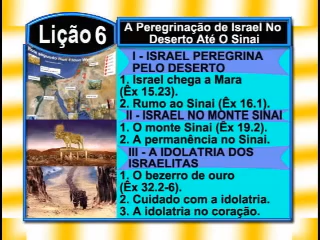 Lição 6
A Peregrinação de Israel No
Deserto Até O Sinai
I - ISRAEL PEREGRINA
PELO DESERTO
1. Israel chega a Mara
(Êx 15.23).
2. Rumo ao Sinai (Êx 16.1).
II - ISRAEL NO MONTE SINAI
1. O monte Sinai (Êx 19.2).
2. A permanência no Sinai.
III - A IDOLATRIA DOS
ISRAELITAS
1. O bezerro de ouro
(Êx 32.2-6).
2. Cuidado com a idolatria.
3. A idolatria no coração.